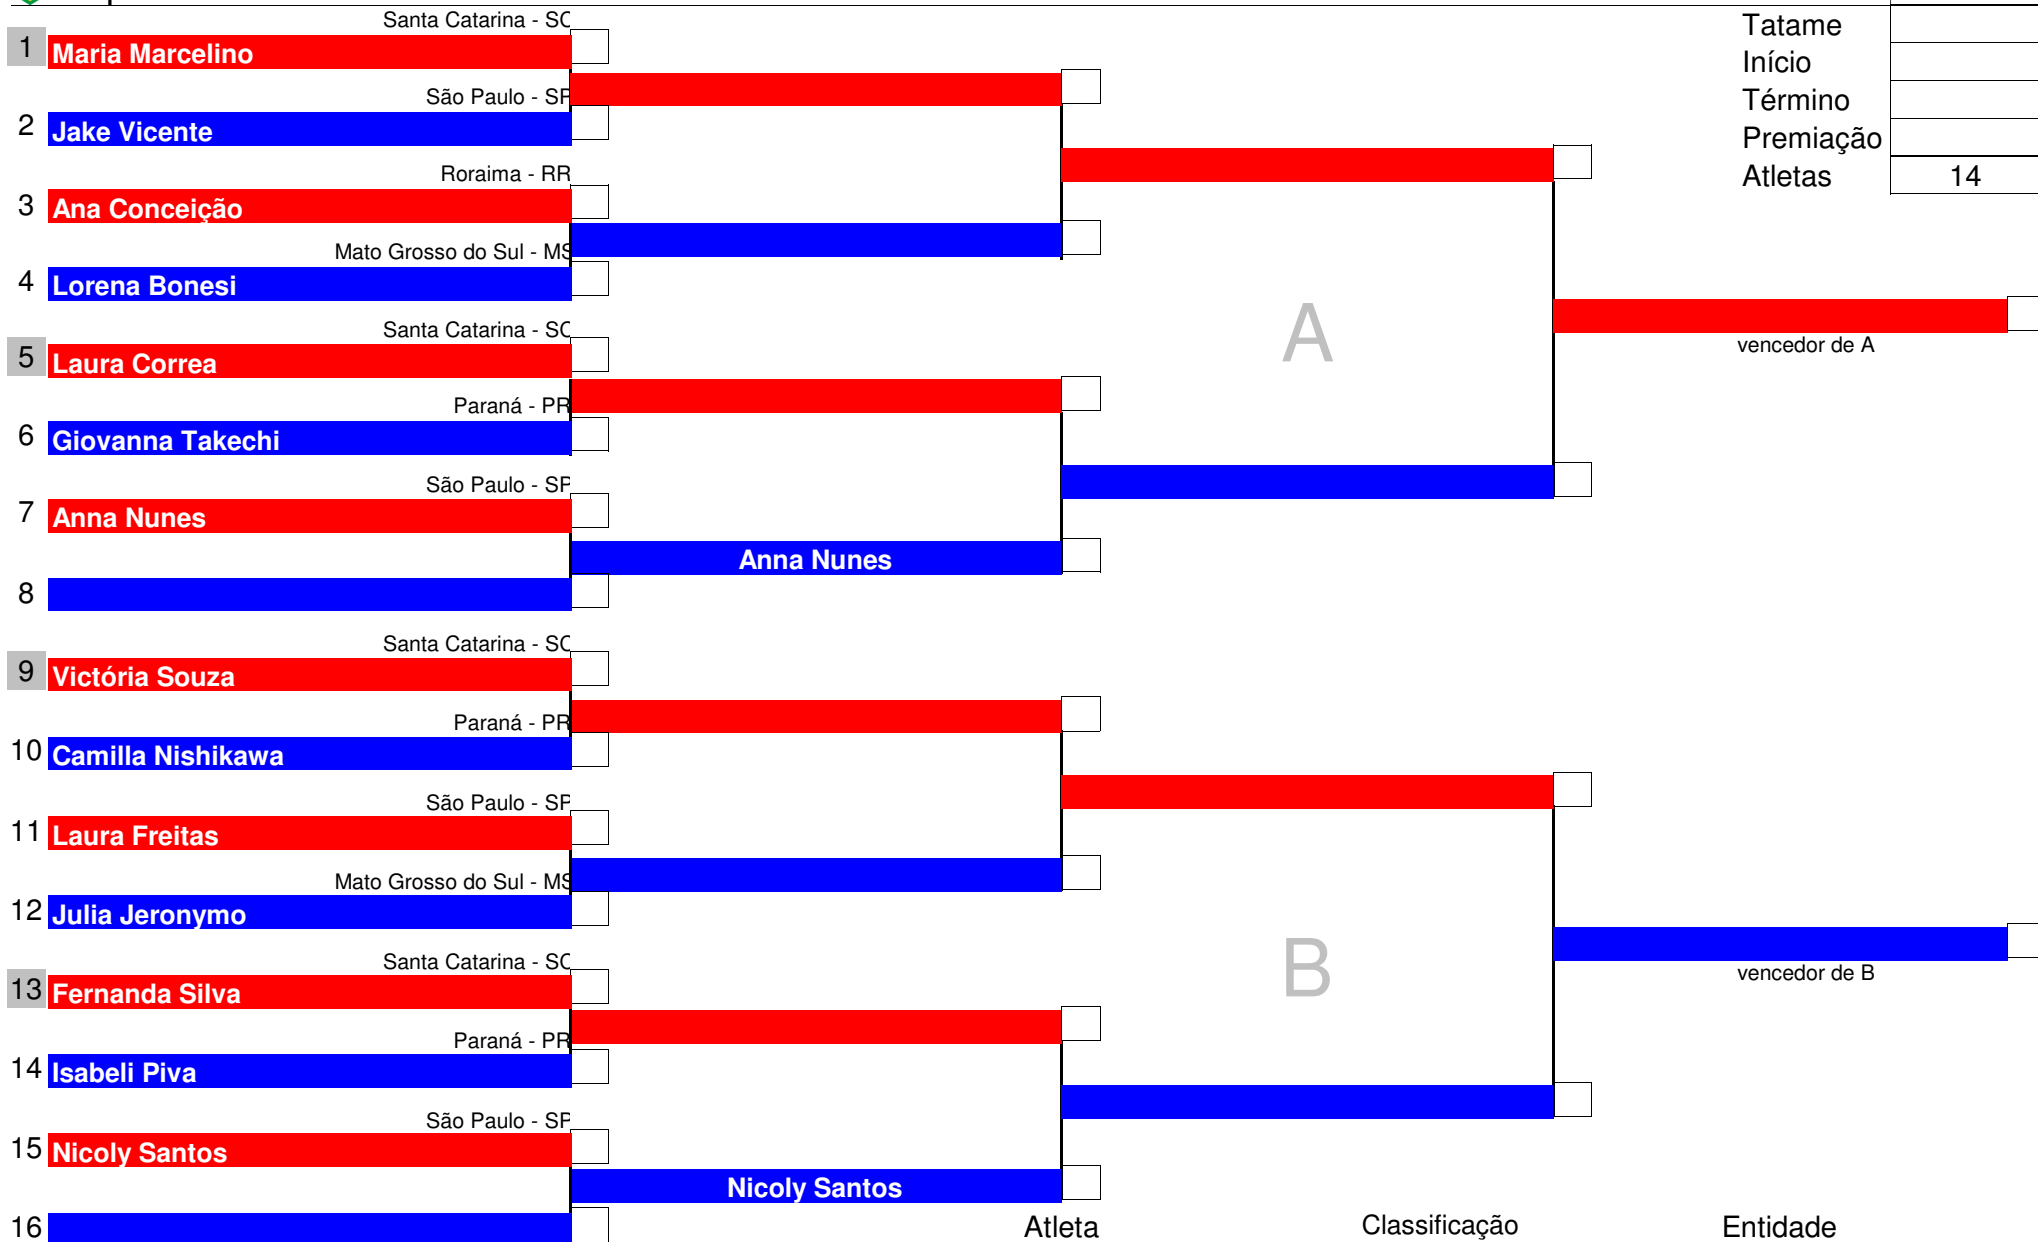 Santa Catarina - SC
1 Maria Marcelino
São Paulo - SP
2 Jake Vicente
Roraima - RR
3 Ana Conceição
Mato Grosso do Sul - MS
4 Lorena Bonesi
Santa Catarina - SC
5 Laura Correa
Paraná - PR
6 Giovanna Takechi
São Paulo - SP
7 Anna Nunes
Anna Nunes
8
Santa Catarina - SC
9 Victória Souza
Paraná - PR
10 Camilla Nishikawa
São Paulo - SP
11 Laura Freitas
Mato Grosso do Sul - MS
12 Julia Jeronymo
Santa Catarina - SC
13 Fernanda Silva
Paraná - PR
14 Isabeli Piva
São Paulo - SP
15 Nicoly Santos
Nicoly Santos
16
A
B
vencedor de A
vencedor de B
Tatame
Início
Término
Premiação
Atletas 14
Atleta Classificação Entidade